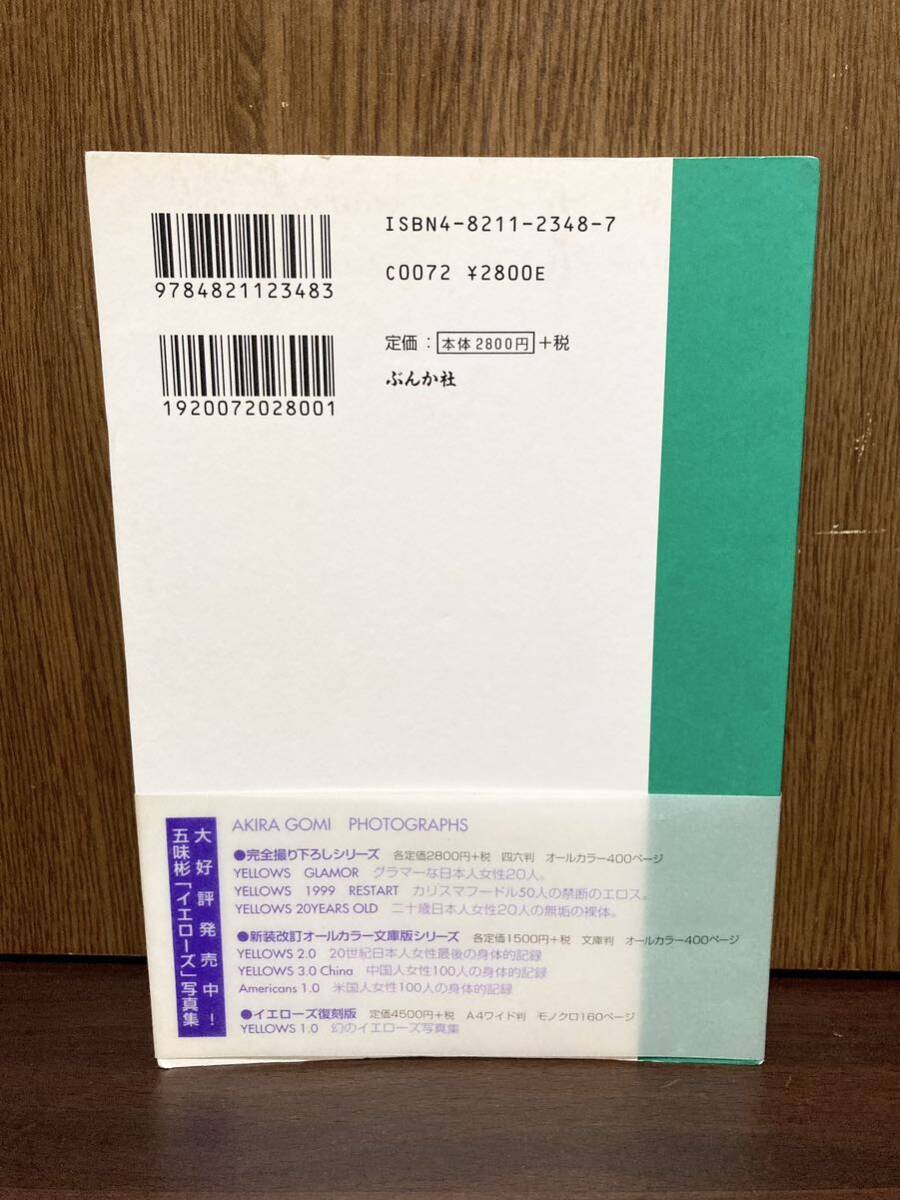 ISBN4-8211-2348-7
9784821123483
C0072 ¥2800E
定価：本体2800円+税
1920072028001
ぶんか社
大好評発売中！
五味彬「イエローズ」写真集
AKIRA GOMI PHOTOGRAPHS
●完全撮り下ろしシリーズ 各定価2800円+税 四六判 オールカラー400ページ
YELLOWS GLAMOR グラマーな日本人女性20人。
YELLOWS 1999 RESTART カリスマフードル50人の禁断のエロス。
YELLOWS 20YEARS OLD 二十歳日本人女性20人の無垢の裸体。
●新装改訂オールカラー文庫版シリーズ 各定価1500円+税 文庫判 オールカラー400ページ
YELLOWS 2.0 20世紀日本人女性最後の身体的記録
YELLOWS 3.0 China 中国人女性100人の身体的記録
Americans 1.0 米国人女性100人の身体的記録
●イエローズ復刻版 定価4500円+税 A4ワイド判 モノクロ160ページ
YELLOWS 1.0 幻のイエローズ写真集